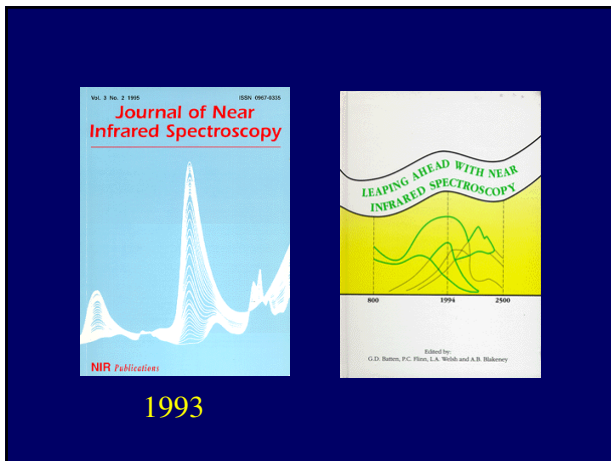 Vol. 3 No. 2 1995 ISSN 0967-0335
Journal of Near
Infrared Spectroscopy
NIR Publications
1993
LEAPING AHEAD WITH NEAR
INFRARED SPECTROSCOPY
800 1994 2500
Edited by:
G.D. Batten, P.C. Flinn, L.A. Welsh and A.B. Blakeney